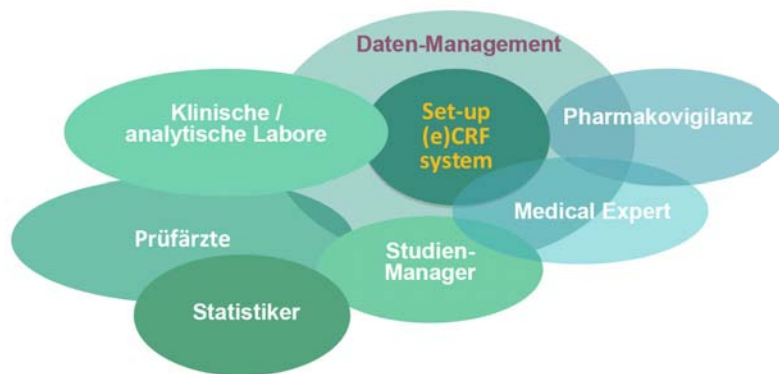 Daten-Management
Klinische /
analytische Labore
Set-up
(e)CRF
system
Pharmakovigilanz
Medical Expert
Prüfärzte
Studien-
Manager
Statistiker